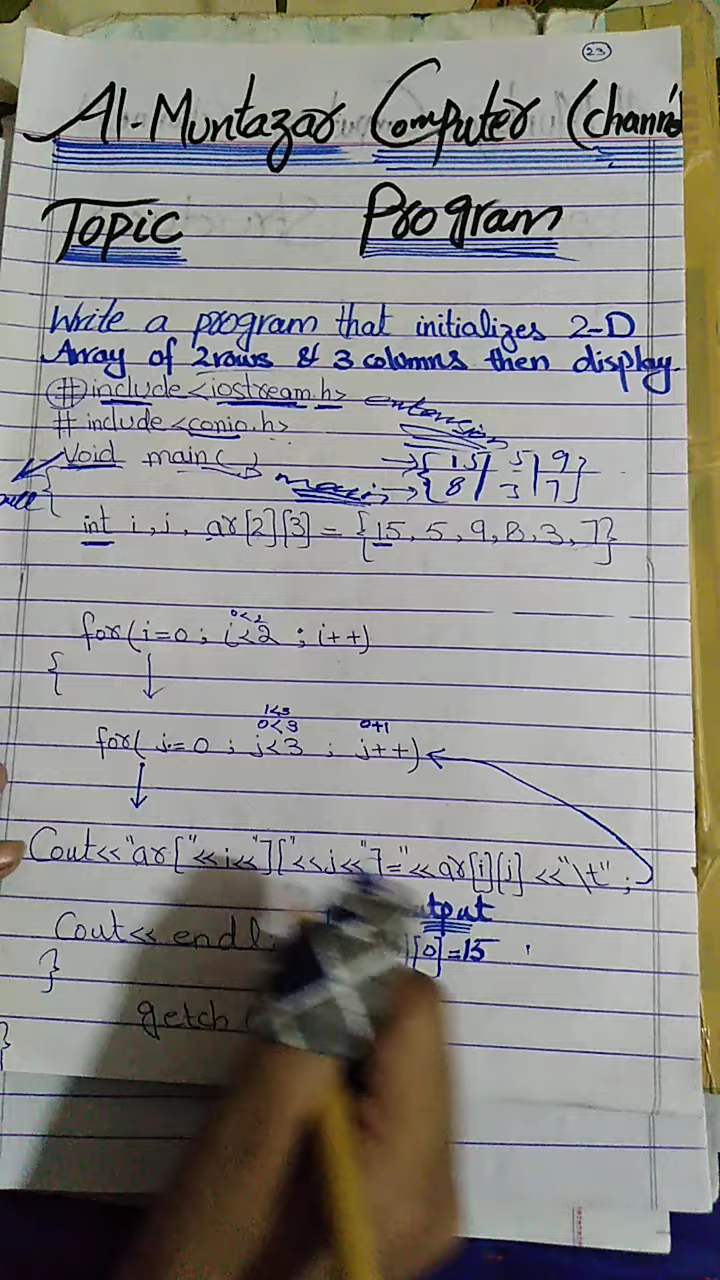 23
Al-Muntazar Computer (chann
Topic Program
Write a program that initializes 2-D
Array of 2 rows & 3 columns then display.
#include<iostream.h> extension
#include<conio.h>
Void main( )
→{15| 5|9}
→{8| 3|7}
{
int i, j, ar[2][3] = {15, 5, 9, 8, 3, 7}
0<2
for(i=0 ; i<2 ; i++)
{
1<3
0<3 0+1
for( j=0 ; j<3 ; j++)
Cout<<"ar["<<i<<"]["<<j<<"]="<<ar[i][j] <<"\t" ;
utput
Cout<< endl;
[0]=15
}
getch(
}